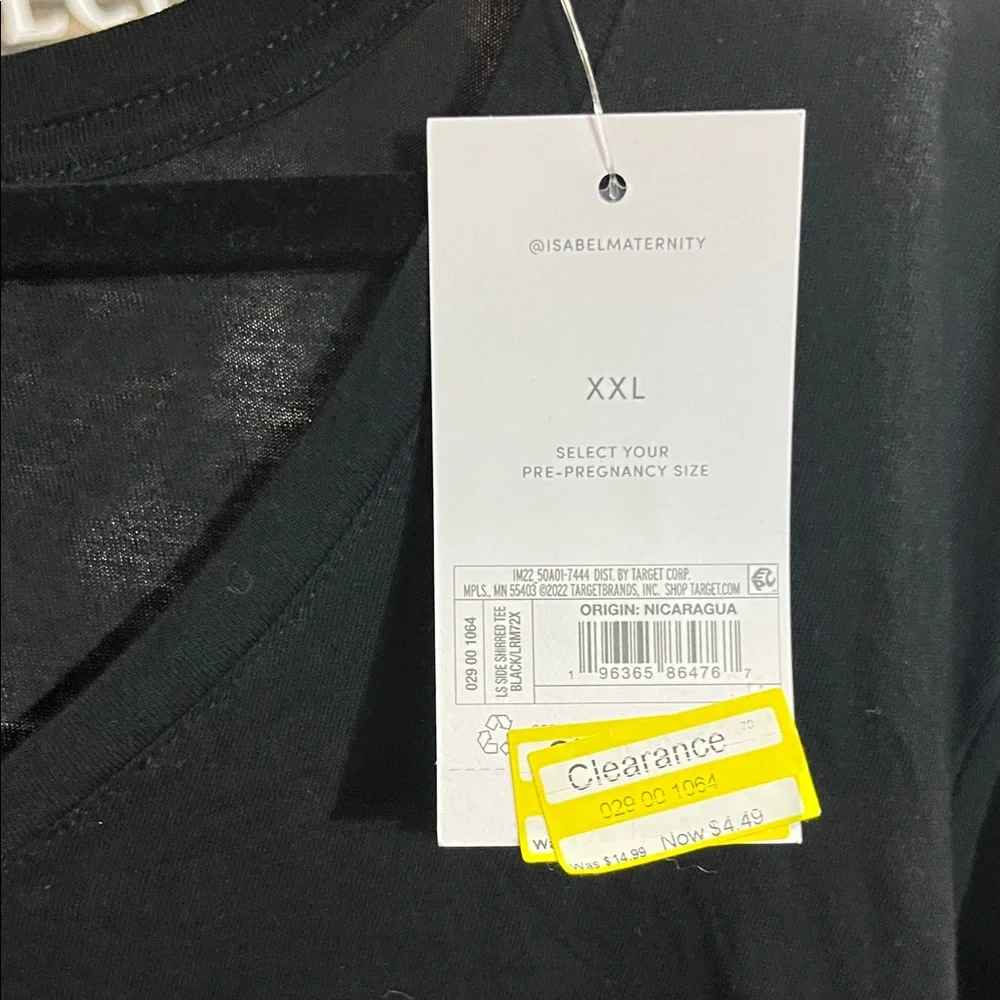 @ISABELMATERNITY
XXL
SELECT YOUR
PRE-PREGNANCY SIZE
IM22_50A01-7444 DIST. BY TARGET CORP.
MPLS., MN 55403 ©2022 TARGETBRANDS, INC. SHOP TARGET.COM
029 00 1064
LS SIDE SHIRRED TEE
BLACK/LRM72X
ORIGIN: NICARAGUA
1 96365 86476 7
Clearance 70
029 00 1064
Was $14.99 Now $4.49